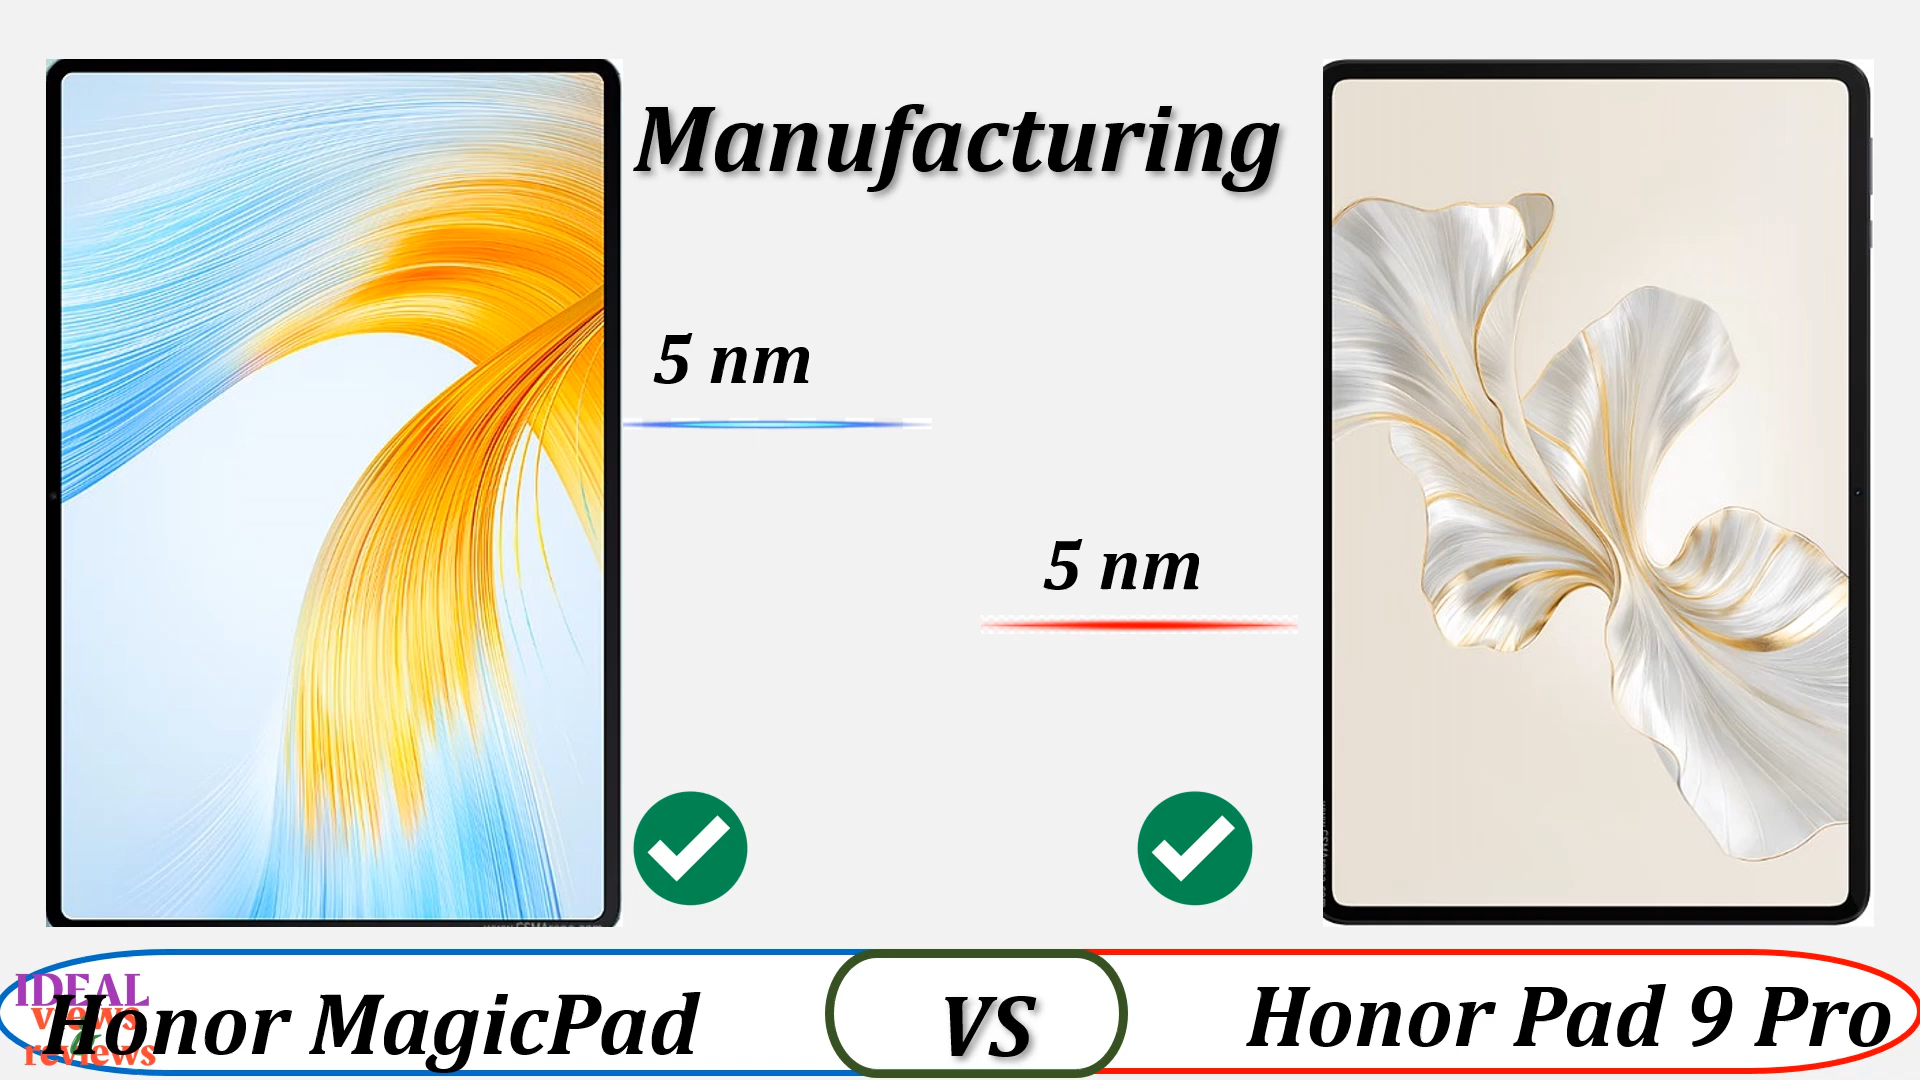 Manufacturing
5 nm
5 nm
IDEAL
views
&
reviews
Honor MagicPad
VS
Honor Pad 9 Pro